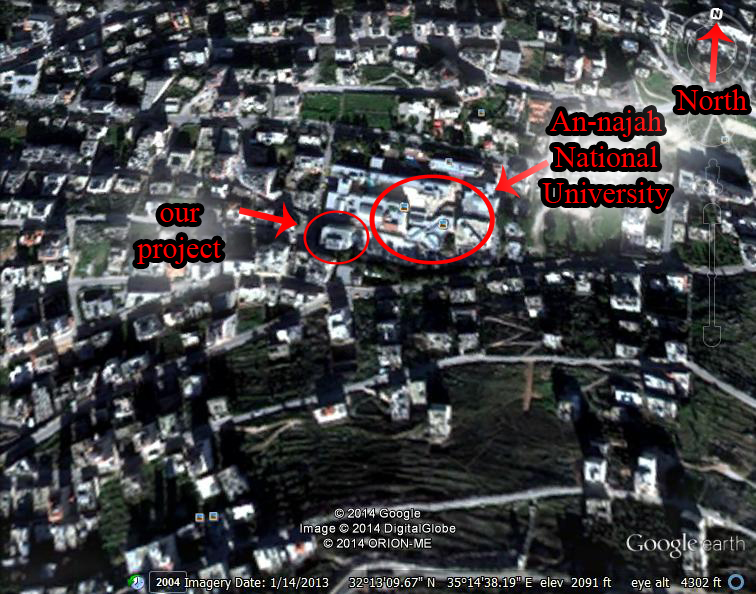 N
North
An-najah
National
University
our
project
© 2014 Google
Image © 2014 DigitalGlobe
© 2014 ORION-ME
Google earth
2004 Imagery Date: 1/14/2013 32°13'09.67" N 35°14'38.19" E elev 2091 ft eye alt 4302 ft